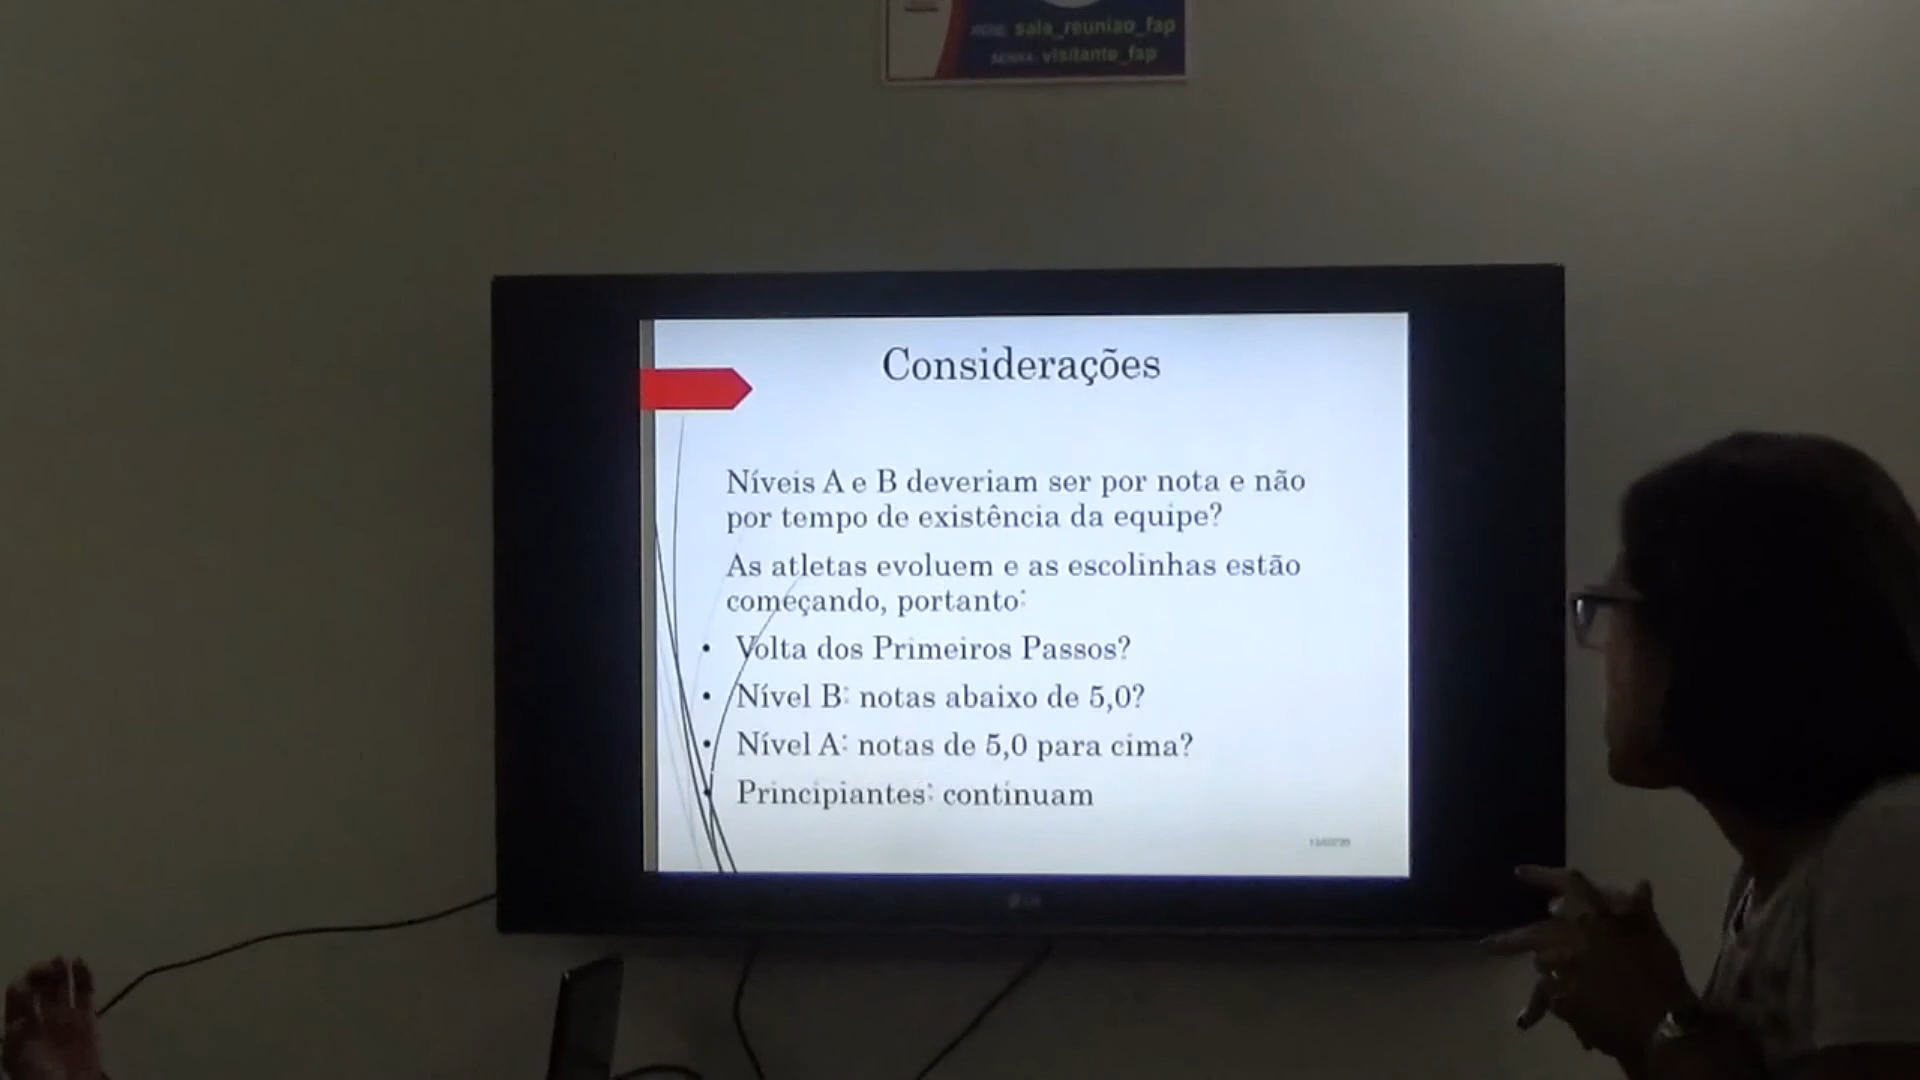 sala_reuniao_fap
SENHA: visitante_fap
Considerações
Níveis A e B deveriam ser por nota e não
por tempo de existência da equipe?
As atletas evoluem e as escolinhas estão
começando, portanto:
• Volta dos Primeiros Passos?
• Nível B: notas abaixo de 5,0?
• Nível A: notas de 5,0 para cima?
• Principiantes: continuam
LG